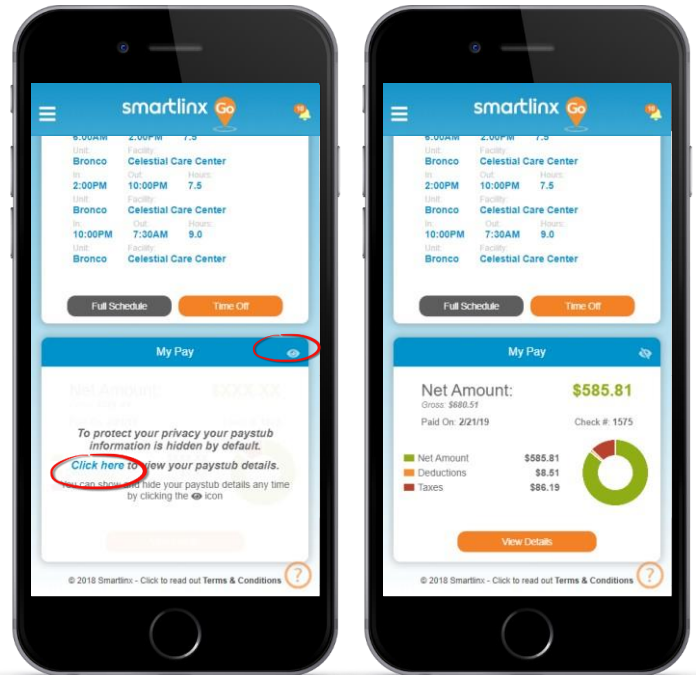 smartlinx Go
10
6:00AM 2:00PM 7.5
Unit: Facility:
Bronco Celestial Care Center
In: Out: Hours:
2:00PM 10:00PM 7.5
Unit: Facility:
Bronco Celestial Care Center
In: Out: Hours:
10:00PM 7:30AM 9.0
Unit: Facility:
Bronco Celestial Care Center
Full Schedule Time Off
My Pay
Net Amount: $XXX.XX
To protect your privacy your paystub
information is hidden by default.
Click here to view your paystub details.
You can show and hide your paystub details any time
by clicking the icon
© 2018 Smartlinx - Click to read out Terms & Conditions
?
smartlinx Go
10
6:00AM 2:00PM 7.5
Unit: Facility:
Bronco Celestial Care Center
In: Out: Hours:
2:00PM 10:00PM 7.5
Unit: Facility:
Bronco Celestial Care Center
In: Out: Hours:
10:00PM 7:30AM 9.0
Unit: Facility:
Bronco Celestial Care Center
Full Schedule Time Off
My Pay
Net Amount: $585.81
Gross: $680.51
Paid On: 2/21/19 Check #: 1575
Net Amount $585.81
Deductions $8.51
Taxes $86.19
View Details
© 2018 Smartlinx - Click to read out Terms & Conditions
?